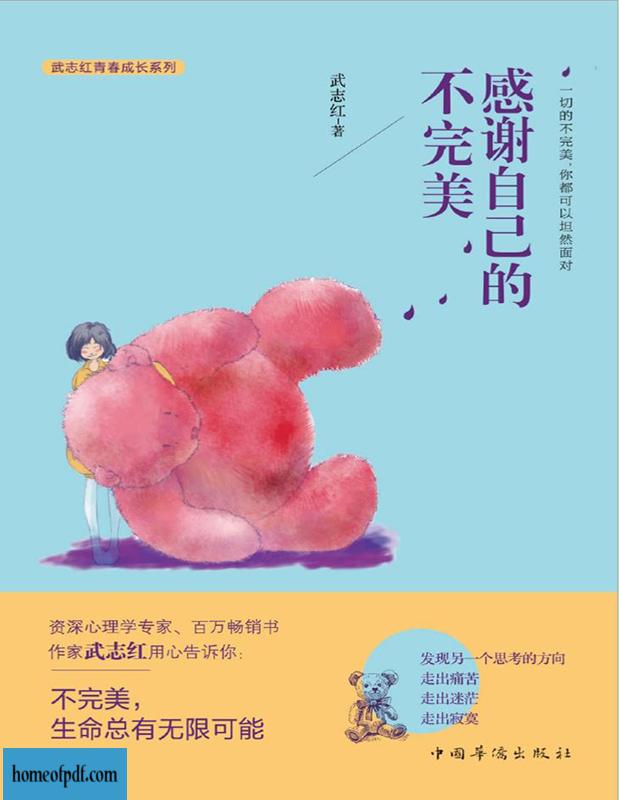 武志红青春成长系列
一切的不完美,你都可以坦然面对
感谢自己的
不完美
武志红-著
资深心理学专家、百万畅销书
作家武志红用心告诉你:
不完美,
生命总有无限可能
发现另一个思考的方向
走出痛苦
走出迷茫
走出寂寞
中国华侨出版社
homeofpdf.com